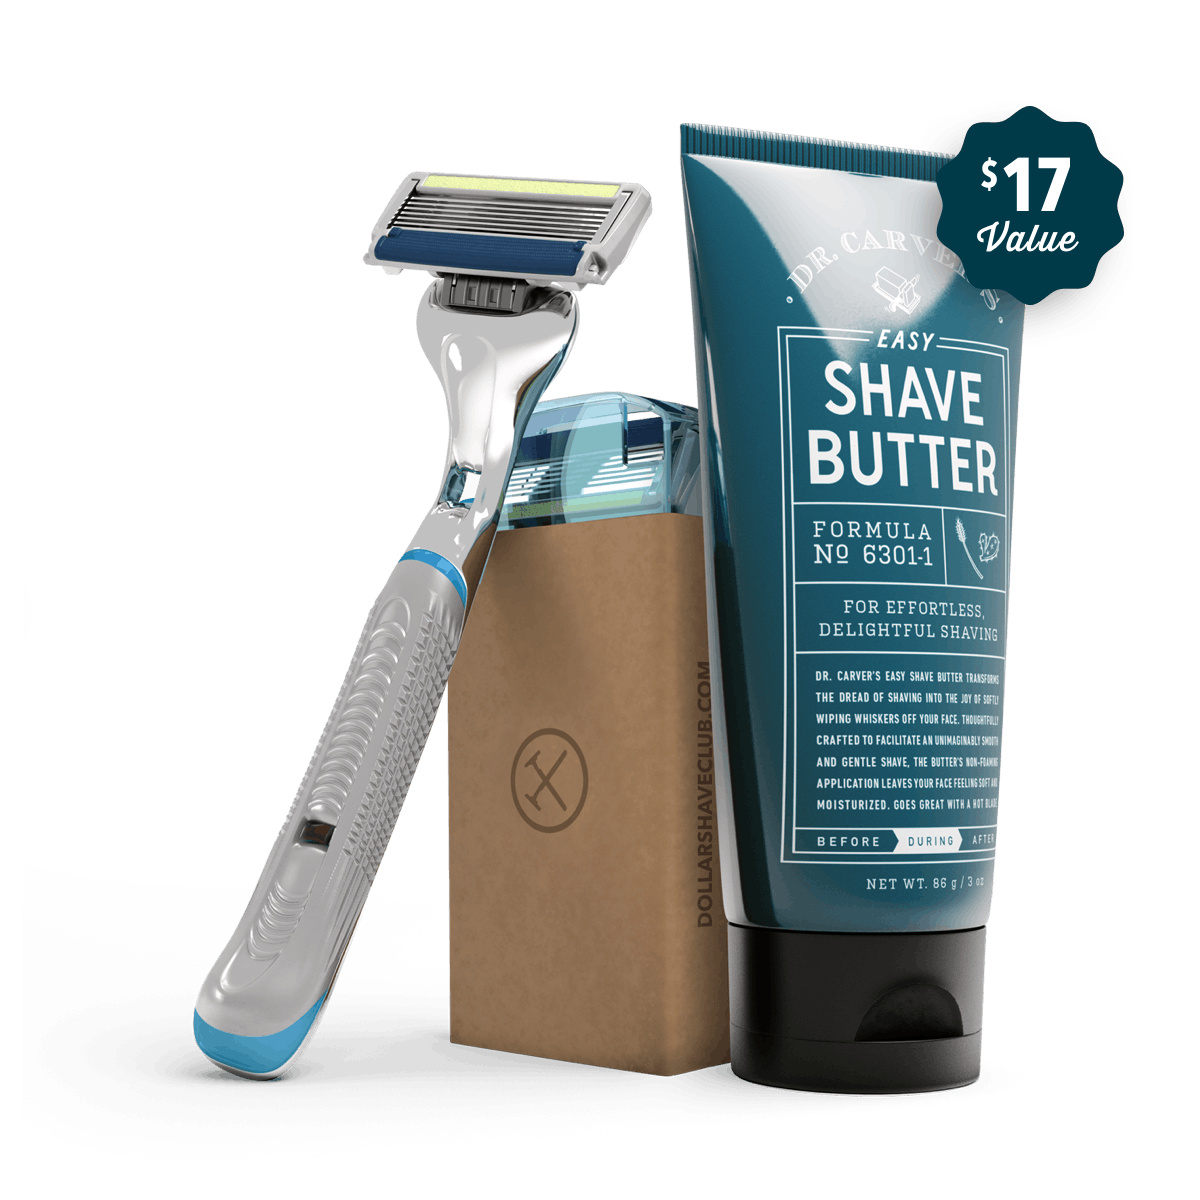 $17
Value
DR. CARVER'S
EASY
SHAVE
BUTTER
FORMULA
Nº 6301-1
FOR EFFORTLESS,
DELIGHTFUL SHAVING
DR. CARVER'S EASY SHAVE BUTTER TRANSFORMS
THE DREAD OF SHAVING INTO THE JOY OF SOFTLY
WIPING WHISKERS OFF YOUR FACE. THOUGHTFULLY
CRAFTED TO FACILITATE AN UNIMAGINABLY SMOOTH
AND GENTLE SHAVE, THE BUTTER'S NON-FOAMING
APPLICATION LEAVES YOUR FACE FEELING SOFT AND
MOISTURIZED. GOES GREAT WITH A HOT BLADE
BEFORE DURING AFTER
NET WT. 86 g / 3 oz
DOLLARSHAVECLUB.COM